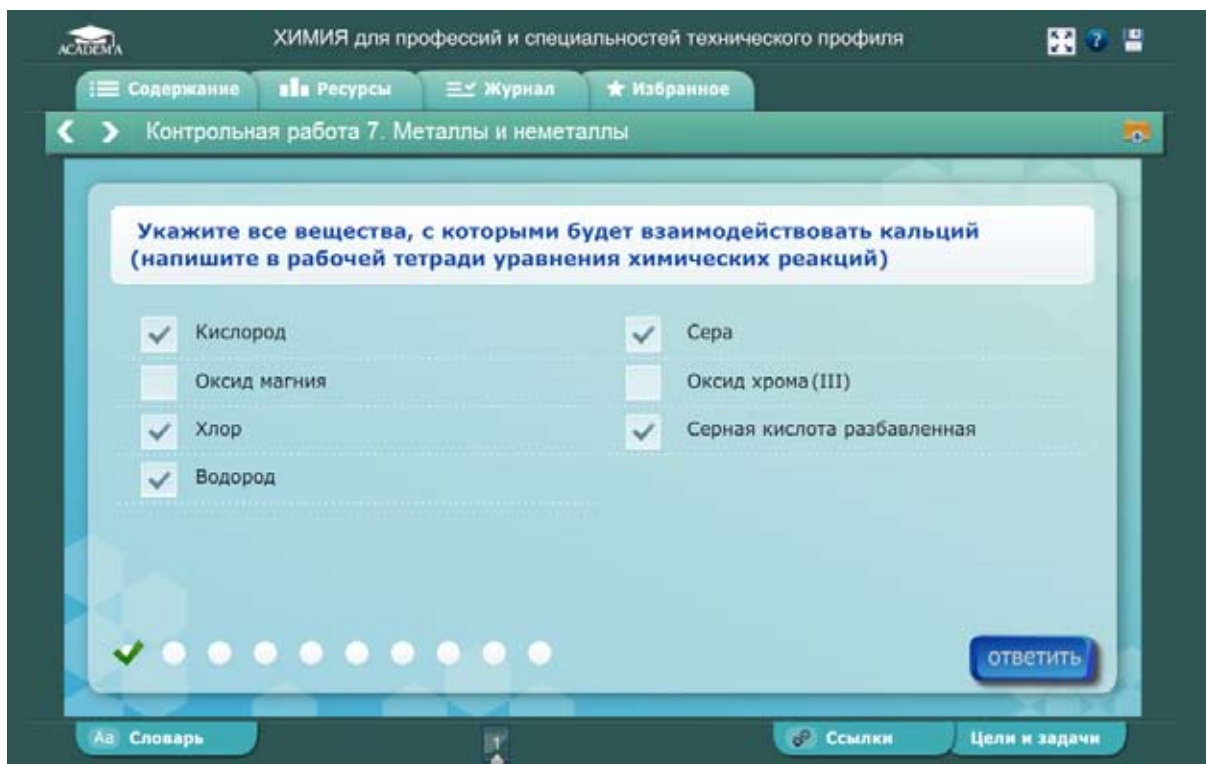 ACADEMA
ХИМИЯ для профессий и специальностей технического профиля
?
Содержание
Ресурсы
Журнал
Избранное
Контрольная работа 7. Металлы и неметаллы
Укажите все вещества, с которыми будет взаимодействовать кальций
(напишите в рабочей тетради уравнения химических реакций)
Кислород
Сера
Оксид магния
Оксид хрома (III)
Хлор
Серная кислота разбавленная
Водород
ответить
Аа Словарь
1
Ссылки
Цели и задачи